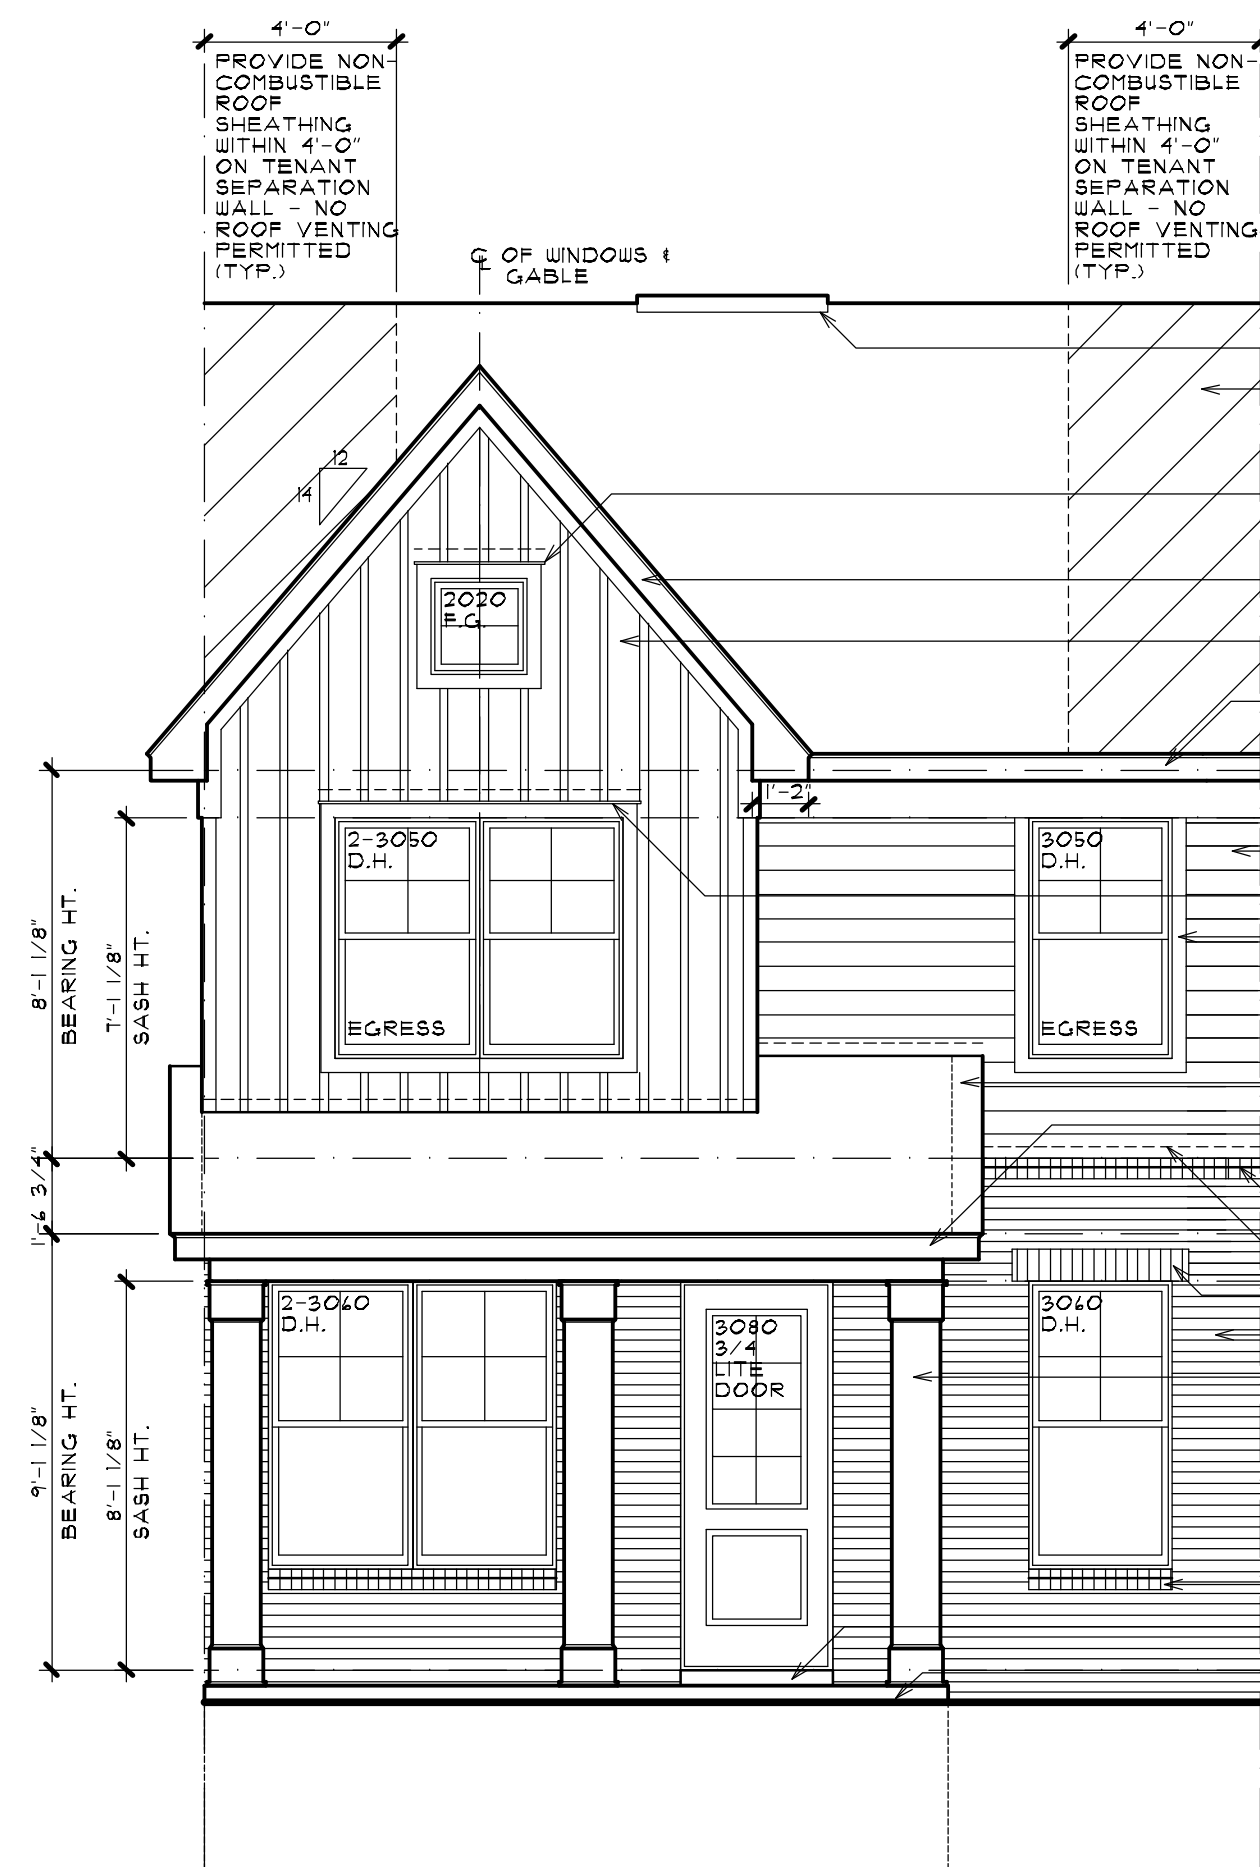 4'-0"
PROVIDE NON-
COMBUSTIBLE
ROOF
SHEATHING
WITHIN 4'-0"
ON TENANT
SEPARATION
WALL - NO
ROOF VENTING
PERMITTED
(TYP.)
4'-0"
PROVIDE NON-
COMBUSTIBLE
ROOF
SHEATHING
WITHIN 4'-0"
ON TENANT
SEPARATION
WALL - NO
ROOF VENTING
PERMITTED
(TYP.)
℄ OF WINDOWS &
GABLE
12
14
2020
F.G.
1'-2"
2-3050
D.H.
EGRESS
3050
D.H.
EGRESS
8'-1 1/8"
BEARING HT.
7'-1 1/8"
SASH HT.
1'-6 3/4"
2-3060
D.H.
3080
3/4
LITE
DOOR
3060
D.H.
9'-1 1/8"
BEARING HT.
8'-1 1/8"
SASH HT.